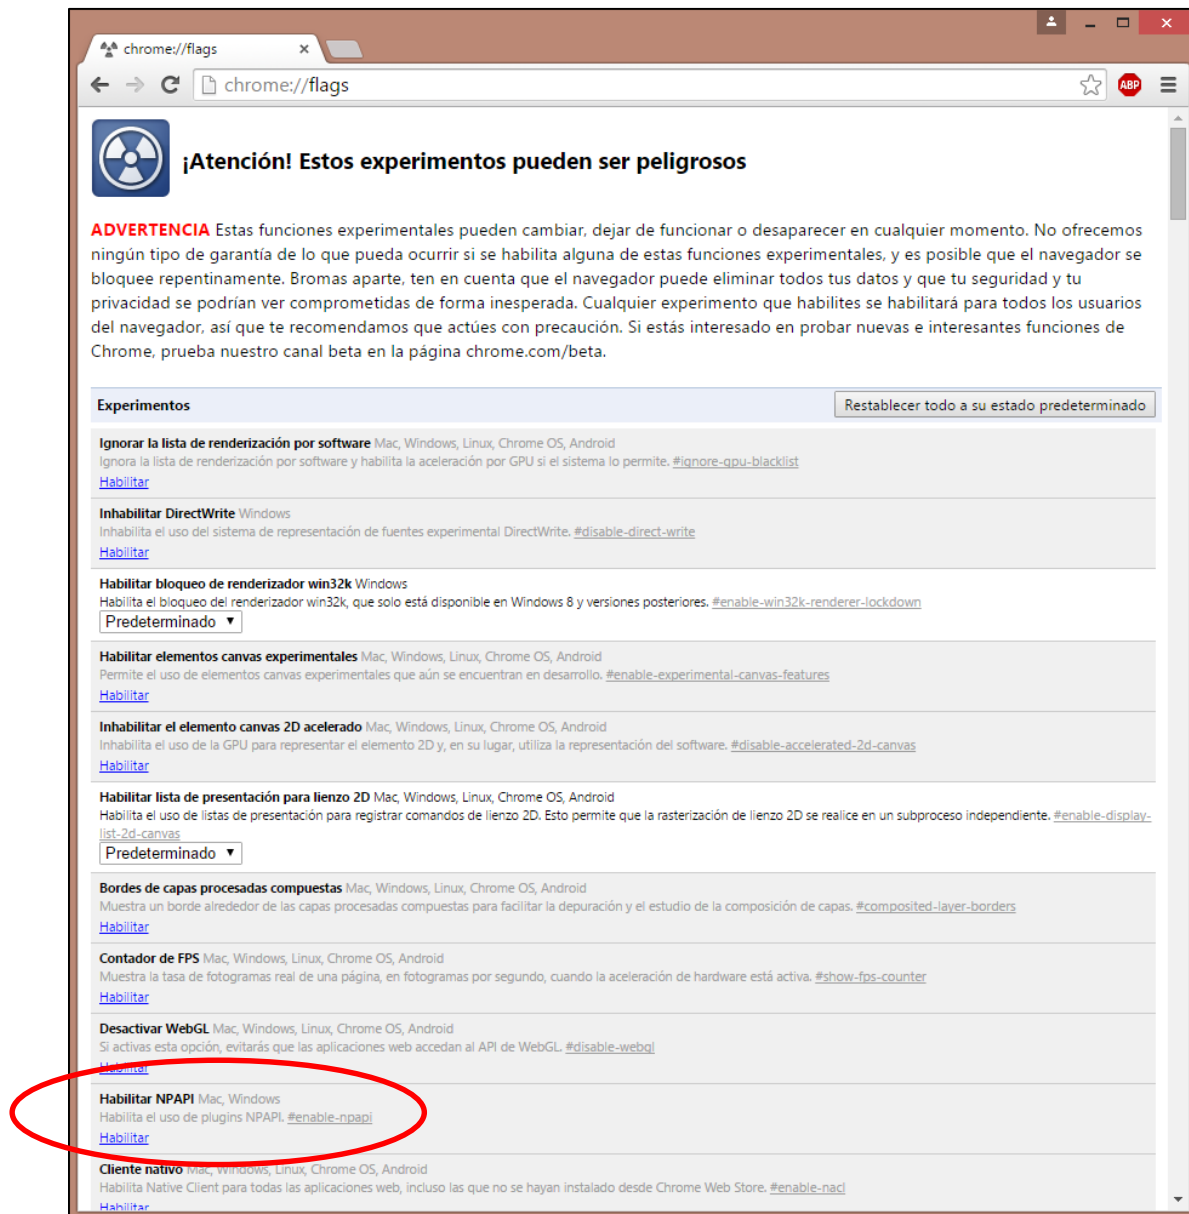 chrome://flags
chrome://flags
ABP
¡Atención! Estos experimentos pueden ser peligrosos
ADVERTENCIA Estas funciones experimentales pueden cambiar, dejar de funcionar o desaparecer en cualquier momento. No ofrecemos
ningún tipo de garantía de lo que pueda ocurrir si se habilita alguna de estas funciones experimentales, y es posible que el navegador se
bloquee repentinamente. Bromas aparte, ten en cuenta que el navegador puede eliminar todos tus datos y que tu seguridad y tu
privacidad se podrían ver comprometidas de forma inesperada. Cualquier experimento que habilites se habilitará para todos los usuarios
del navegador, así que te recomendamos que actúes con precaución. Si estás interesado en probar nuevas e interesantes funciones de
Chrome, prueba nuestro canal beta en la página chrome.com/beta.
Experimentos Restablecer todo a su estado predeterminado
Ignorar la lista de renderización por software Mac, Windows, Linux, Chrome OS, Android
Ignora la lista de renderización por software y habilita la aceleración por GPU si el sistema lo permite. #ignore-gpu-blacklist
Habilitar
Inhabilitar DirectWrite Windows
Inhabilita el uso del sistema de representación de fuentes experimental DirectWrite. #disable-direct-write
Habilitar
Habilitar bloqueo de renderizador win32k Windows
Habilita el bloqueo del renderizador win32k, que solo está disponible en Windows 8 y versiones posteriores. #enable-win32k-renderer-lockdown
Predeterminado
Habilitar elementos canvas experimentales Mac, Windows, Linux, Chrome OS, Android
Permite el uso de elementos canvas experimentales que aún se encuentran en desarrollo. #enable-experimental-canvas-features
Habilitar
Inhabilitar el elemento canvas 2D acelerado Mac, Windows, Linux, Chrome OS, Android
Inhabilita el uso de la GPU para representar el elemento 2D y, en su lugar, utiliza la representación del software. #disable-accelerated-2d-canvas
Habilitar
Habilitar lista de presentación para lienzo 2D Mac, Windows, Linux, Chrome OS, Android
Habilita el uso de listas de presentación para registrar comandos de lienzo 2D. Esto permite que la rasterización de lienzo 2D se realice en un subproceso independiente. #enable-display-
list-2d-canvas
Predeterminado
Bordes de capas procesadas compuestas Mac, Windows, Linux, Chrome OS, Android
Muestra un borde alrededor de las capas procesadas compuestas para facilitar la depuración y el estudio de la composición de capas. #composited-layer-borders
Habilitar
Contador de FPS Mac, Windows, Linux, Chrome OS, Android
Muestra la tasa de fotogramas real de una página, en fotogramas por segundo, cuando la aceleración de hardware está activa. #show-fps-counter
Habilitar
Desactivar WebGL Mac, Windows, Linux, Chrome OS, Android
Si activas esta opción, evitarás que las aplicaciones web accedan al API de WebGL. #disable-webgl
Habilitar
Habilitar NPAPI Mac, Windows
Habilita el uso de plugins NPAPI. #enable-npapi
Habilitar
Cliente nativo Mac, Windows, Linux, Chrome OS, Android
Habilita Native Client para todas las aplicaciones web, incluso las que no se hayan instalado desde Chrome Web Store. #enable-nacl
Habilitar